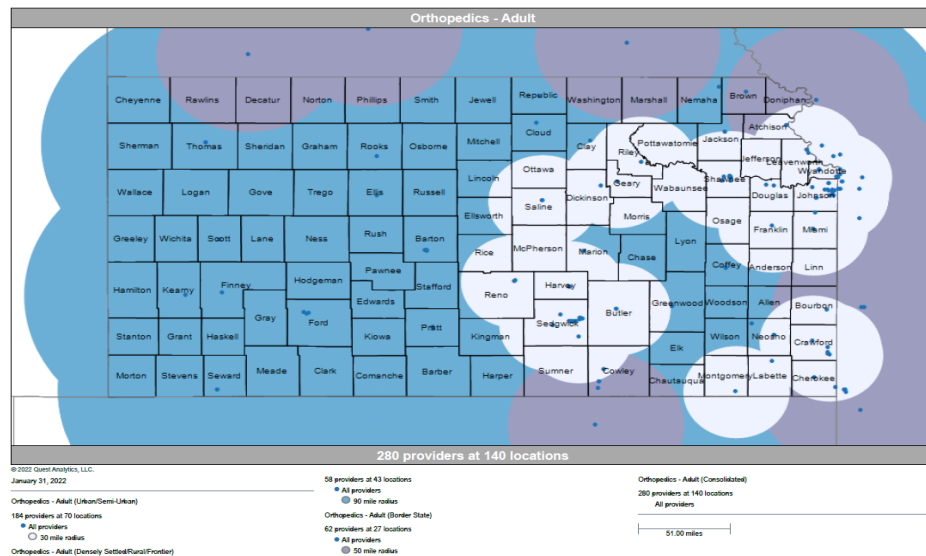 Orthopedics - Adult
Cheyenne Rawlins Decatur Norton Phillips Smith Jewell Republic Washington Marshall Nemaha Brown Doniphan
Cloud Atchison
Sherman Thomas Sheridan Graham Rooks Osborne Mitchell Clay Riley Pottawatomie Jackson Jefferson Leavenworth
Wyandotte
Wallace Logan Gove Trego Ellis Russell Lincoln Ottawa Dickinson Geary Wabaunsee Shawnee Douglas Johnson
Saline Morris
Ellsworth Osage
Greeley Wichita Scott Lane Ness Rush Barton Rice McPherson Marion Chase Lyon Franklin Miami
Coffey Anderson Linn
Hamilton Kearny Finney Hodgeman Pawnee Stafford Reno Harvey
Gray Ford Edwards Sedgwick Butler Greenwood Woodson Allen Bourbon
Stanton Grant Haskell Kiowa Pratt Kingman Elk Wilson Neosho Crawford
Morton Stevens Seward Meade Clark Comanche Barber Harper Sumner Cowley Chautauqua Montgomery Labette Cherokee
280 providers at 140 locations
© 2022 Quest Analytics, LLC.
January 31, 2022
Orthopedics - Adult (Urban/Semi-Urban)
184 providers at 70 locations
All providers
30 mile radius
Orthopedics - Adult (Densely Settled/Rural/Frontier)
58 providers at 43 locations
All providers
90 mile radius
Orthopedics - Adult (Border State)
62 providers at 27 locations
All providers
50 mile radius
Orthopedics - Adult (Consolidated)
280 providers at 140 locations
All providers
51.00 miles